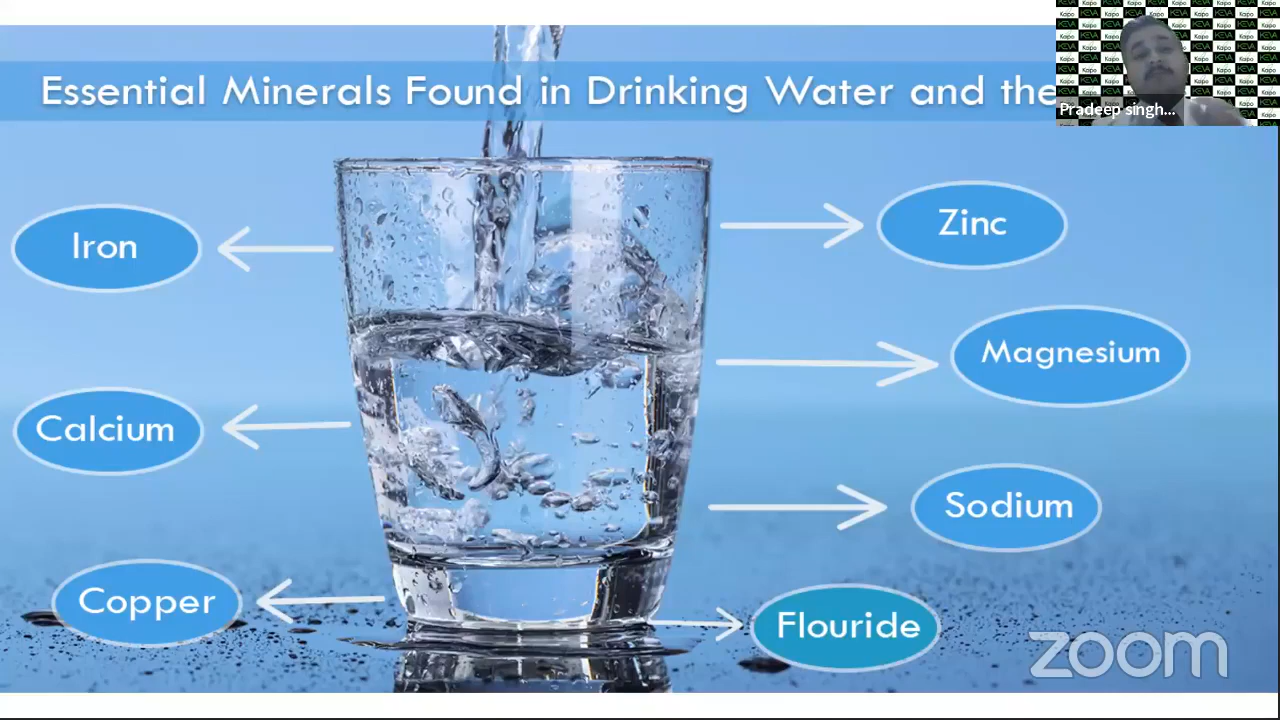 Essential Minerals Found in Drinking Water and the
Pradeep singh...
Iron
Zinc
Magnesium
Calcium
Sodium
Copper
Flouride
zoom